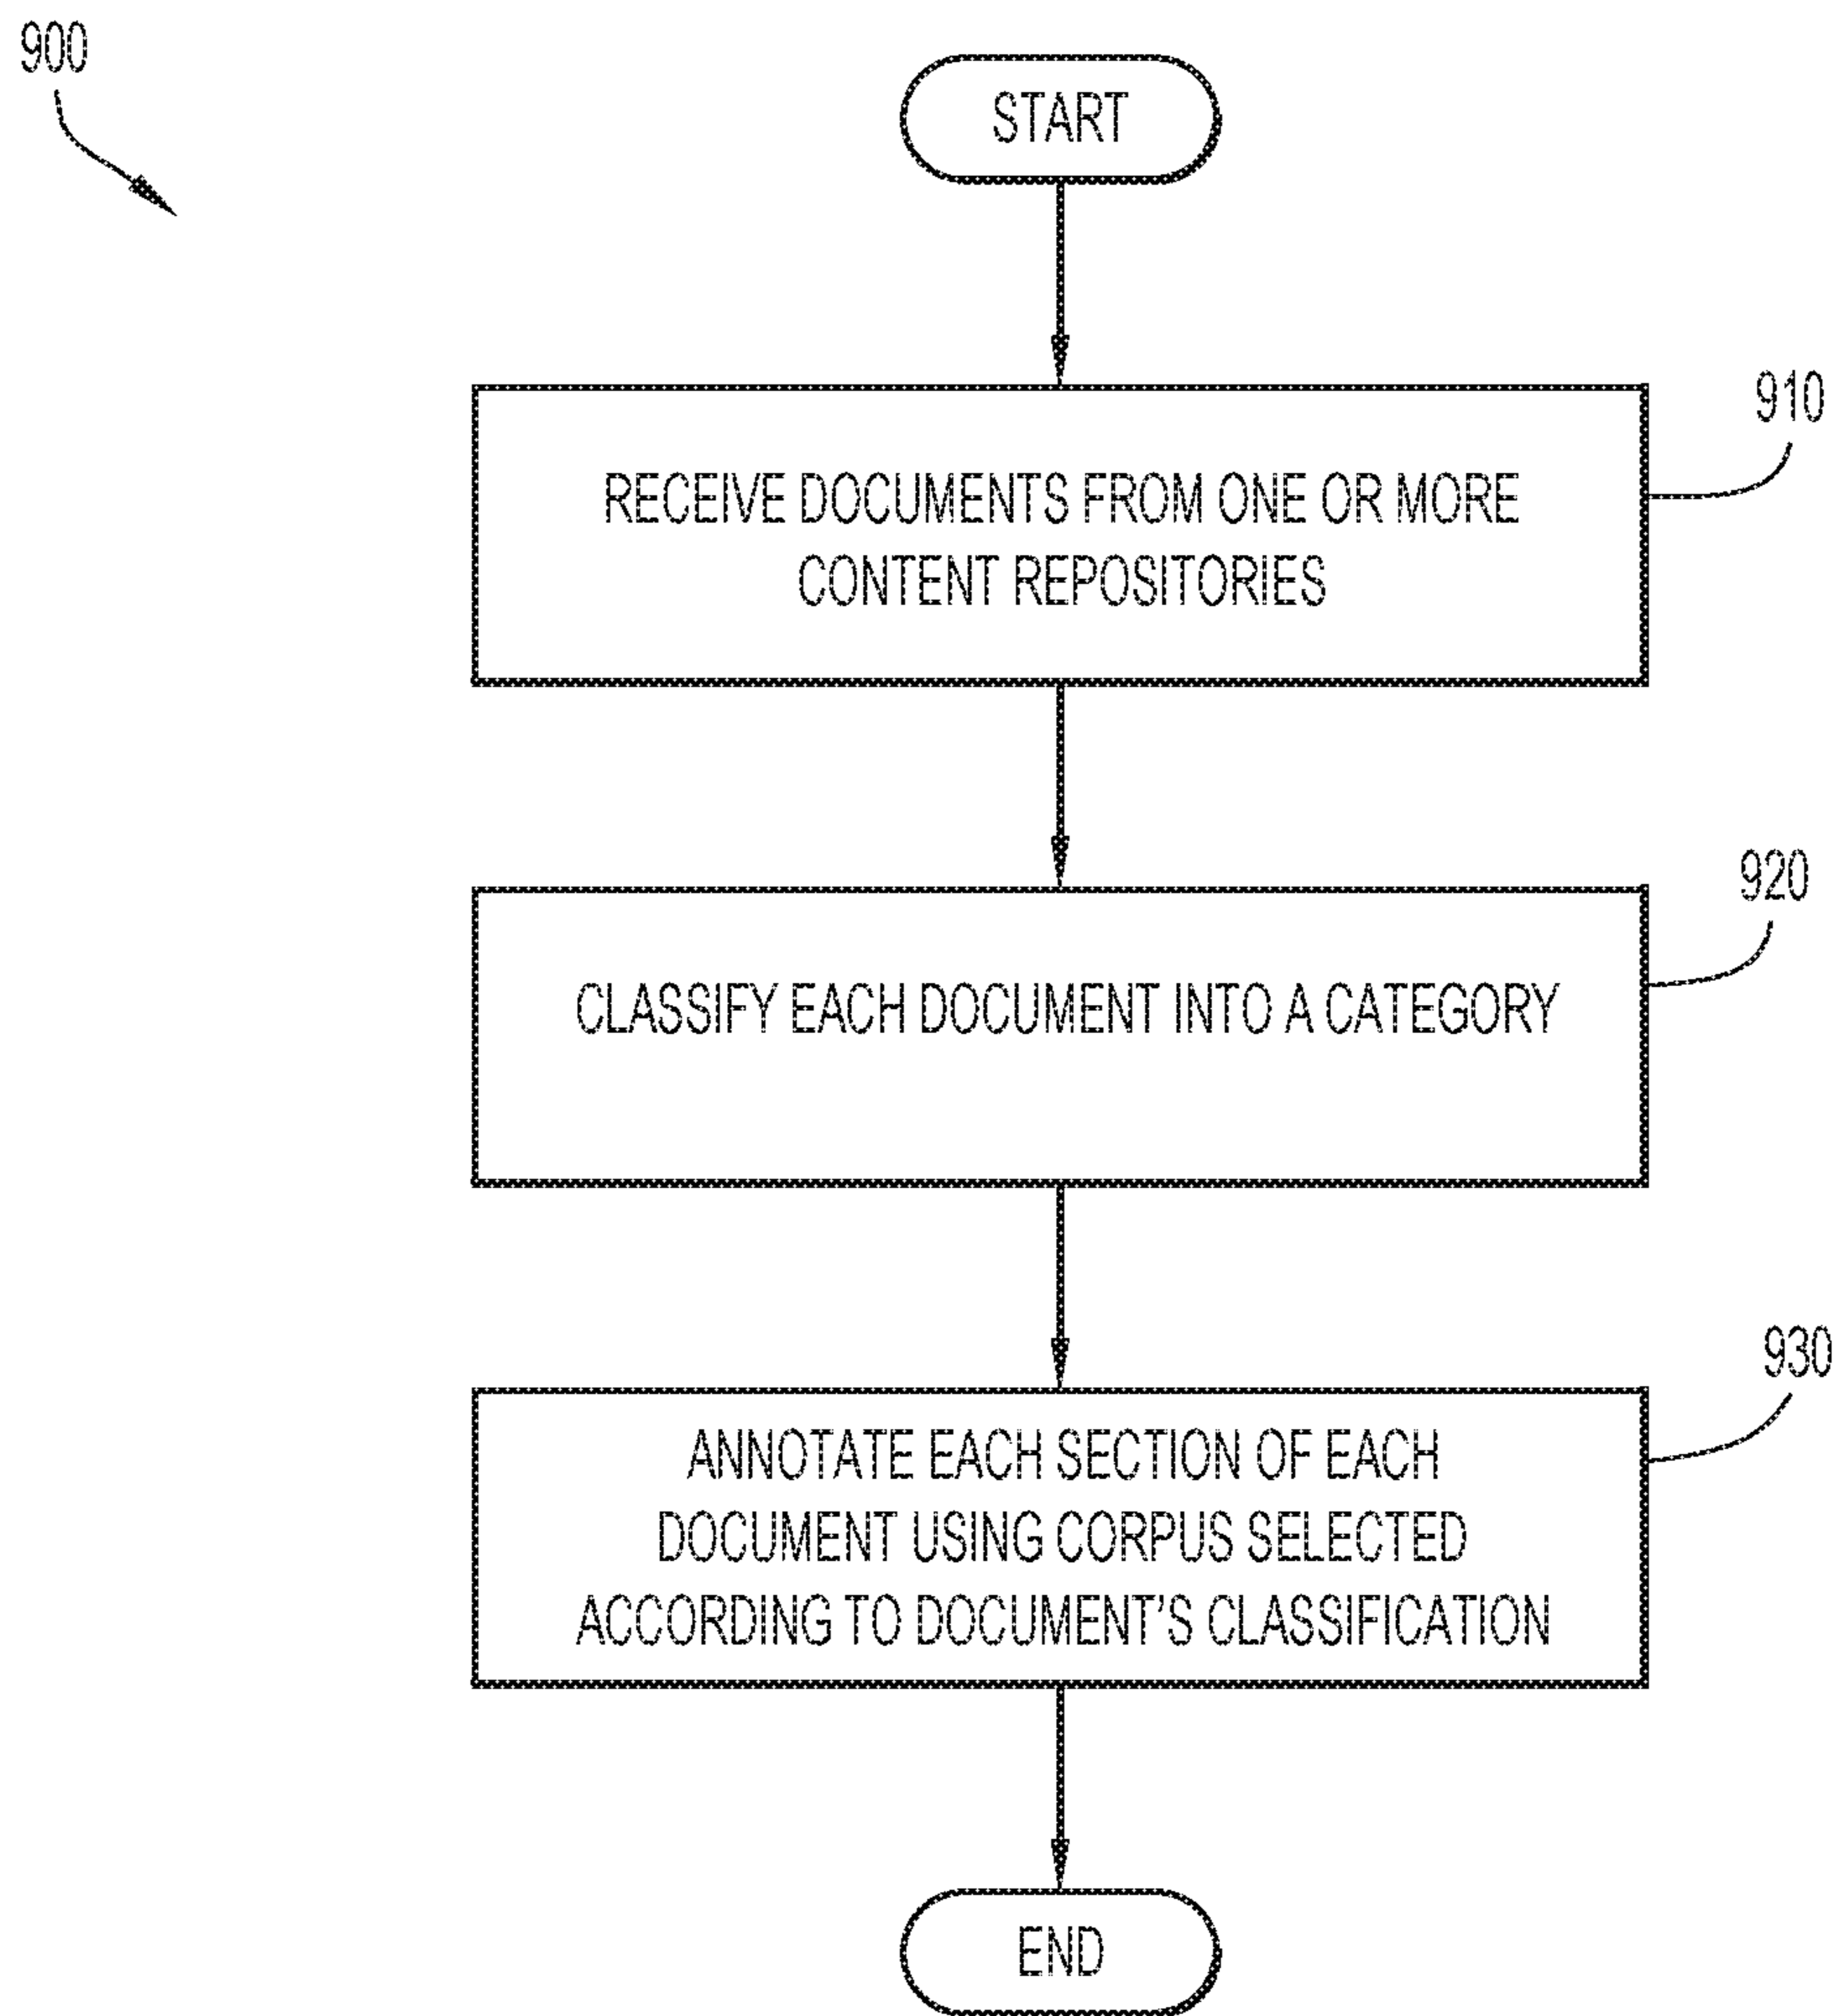 900
START
910
RECEIVE DOCUMENTS FROM ONE OR MORE
CONTENT REPOSITORIES
920
CLASSIFY EACH DOCUMENT INTO A CATEGORY
930
ANNOTATE EACH SECTION OF EACH
DOCUMENT USING CORPUS SELECTED
ACCORDING TO DOCUMENT'S CLASSIFICATION
END